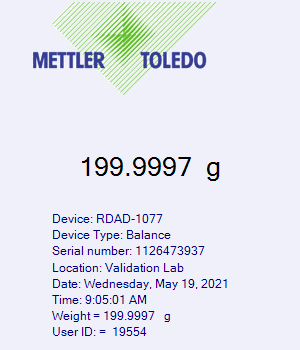 METTLER TOLEDO
199.9997 g
Device: RDAD-1077
Device Type: Balance
Serial number: 1126473937
Location: Validation Lab
Date: Wednesday, May 19, 2021
Time: 9:05:01 AM
Weight = 199.9997 g
User ID: = 19554